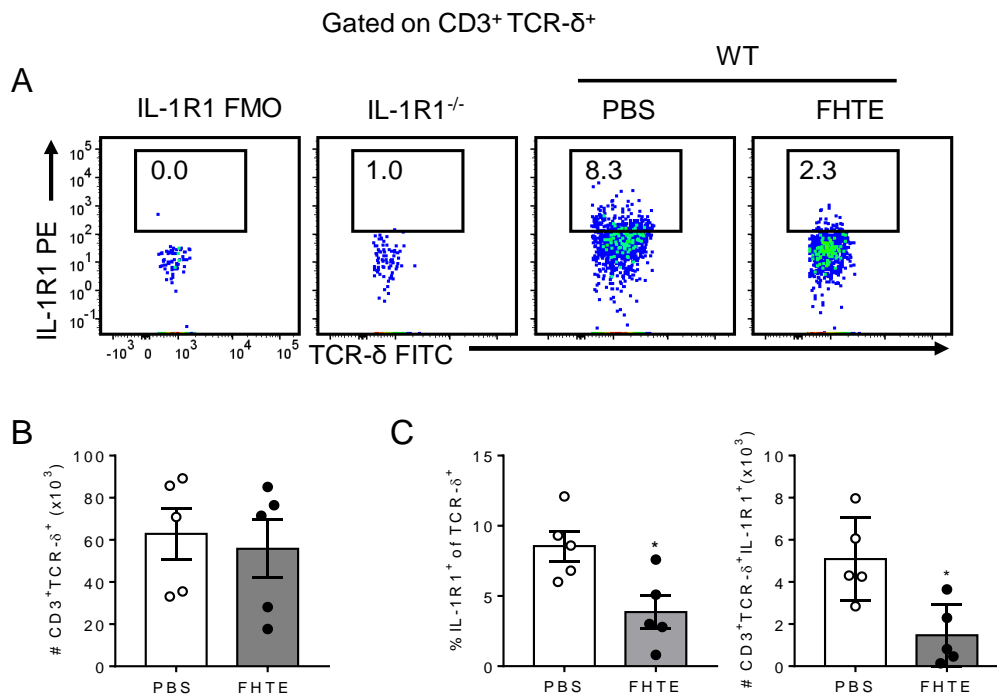 Gated on CD3⁺ TCR-δ⁺
WT
A
IL-1R1 FMO
IL-1R1⁻/⁻
PBS
FHTE
IL-1R1 PE
10⁵
10⁴
10³
10²
10¹
10⁰
10⁻¹
0.0
1.0
8.3
2.3
-10³ 0 10³ 10⁴ 10⁵
TCR-δ FITC
B
# CD3⁺TCR-δ⁺ (x10³)
100
80
60
40
20
0
PBS FHTE
C
% IL-1R1⁺ of TCR-δ⁺
15
10
5
0
*
PBS FHTE
# CD3⁺TCR-δ⁺IL-1R1⁺(x10³)
10
8
6
4
2
0
*
PBS FHTE